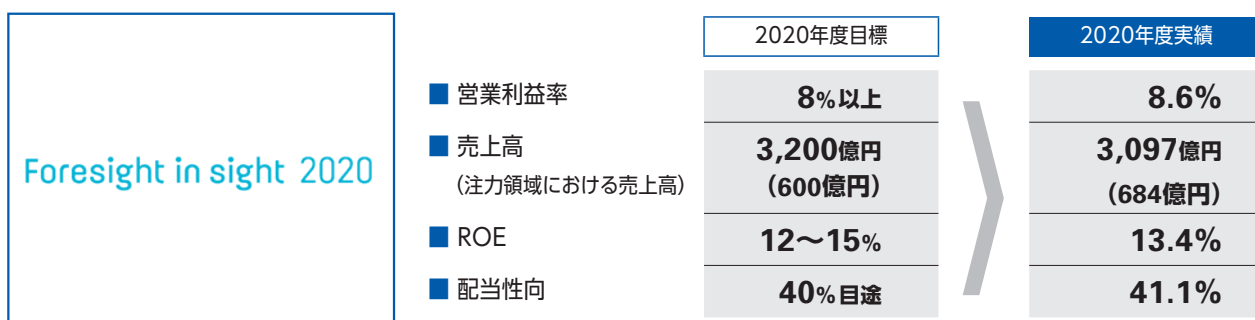 Foresight in sight 2020
2020年度目標
2020年度実績
■ 営業利益率
8%以上
8.6%
■ 売上高
(注力領域における売上高)
3,200億円
(600億円)
3,097億円
(684億円)
■ ROE
12〜15%
13.4%
■ 配当性向
40%目途
41.1%